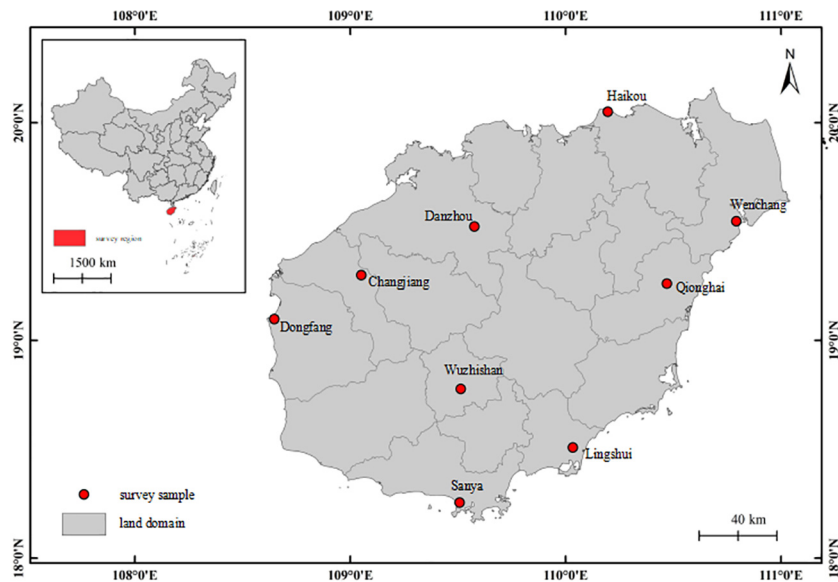 108°0'E
109°0'E
110°0'E
111°0'E
N
Haikou
20°0'N
20°0'N
Wenchang
Danzhou
survey region
1500 km
Changjiang
Qionghai
Dongfang
19°0'N
19°0'N
Wuzhishan
Lingshui
Sanya
survey sample
land domain
40 km
18°0'N
18°0'N
108°0'E
109°0'E
110°0'E
111°0'E